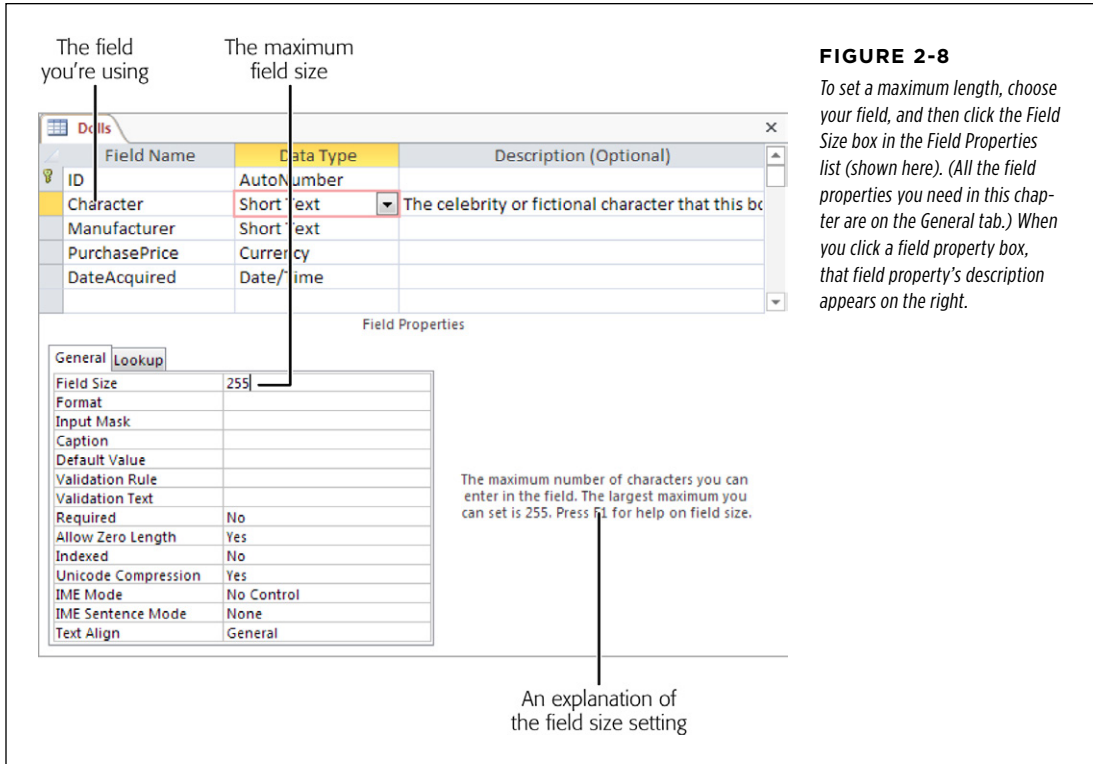 The field
you're using
The maximum
field size
Dolls
Field Name Data Type Description (Optional)
ID AutoNumber
Character Short Text The celebrity or fictional character that this bo
Manufacturer Short Text
PurchasePrice Currency
DateAcquired Date/Time
Field Properties
General Lookup
Field Size 255
Format
Input Mask
Caption
Default Value
Validation Rule
Validation Text
Required No
Allow Zero Length Yes
Indexed No
Unicode Compression Yes
IME Mode No Control
IME Sentence Mode None
Text Align General
The maximum number of characters you can
enter in the field. The largest maximum you
can set is 255. Press F1 for help on field size.
An explanation of
the field size setting
FIGURE 2-8
To set a maximum length, choose
your field, and then click the Field
Size box in the Field Properties
list (shown here). (All the field
properties you need in this chap-
ter are on the General tab.) When
you click a field property box,
that field property's description
appears on the right.